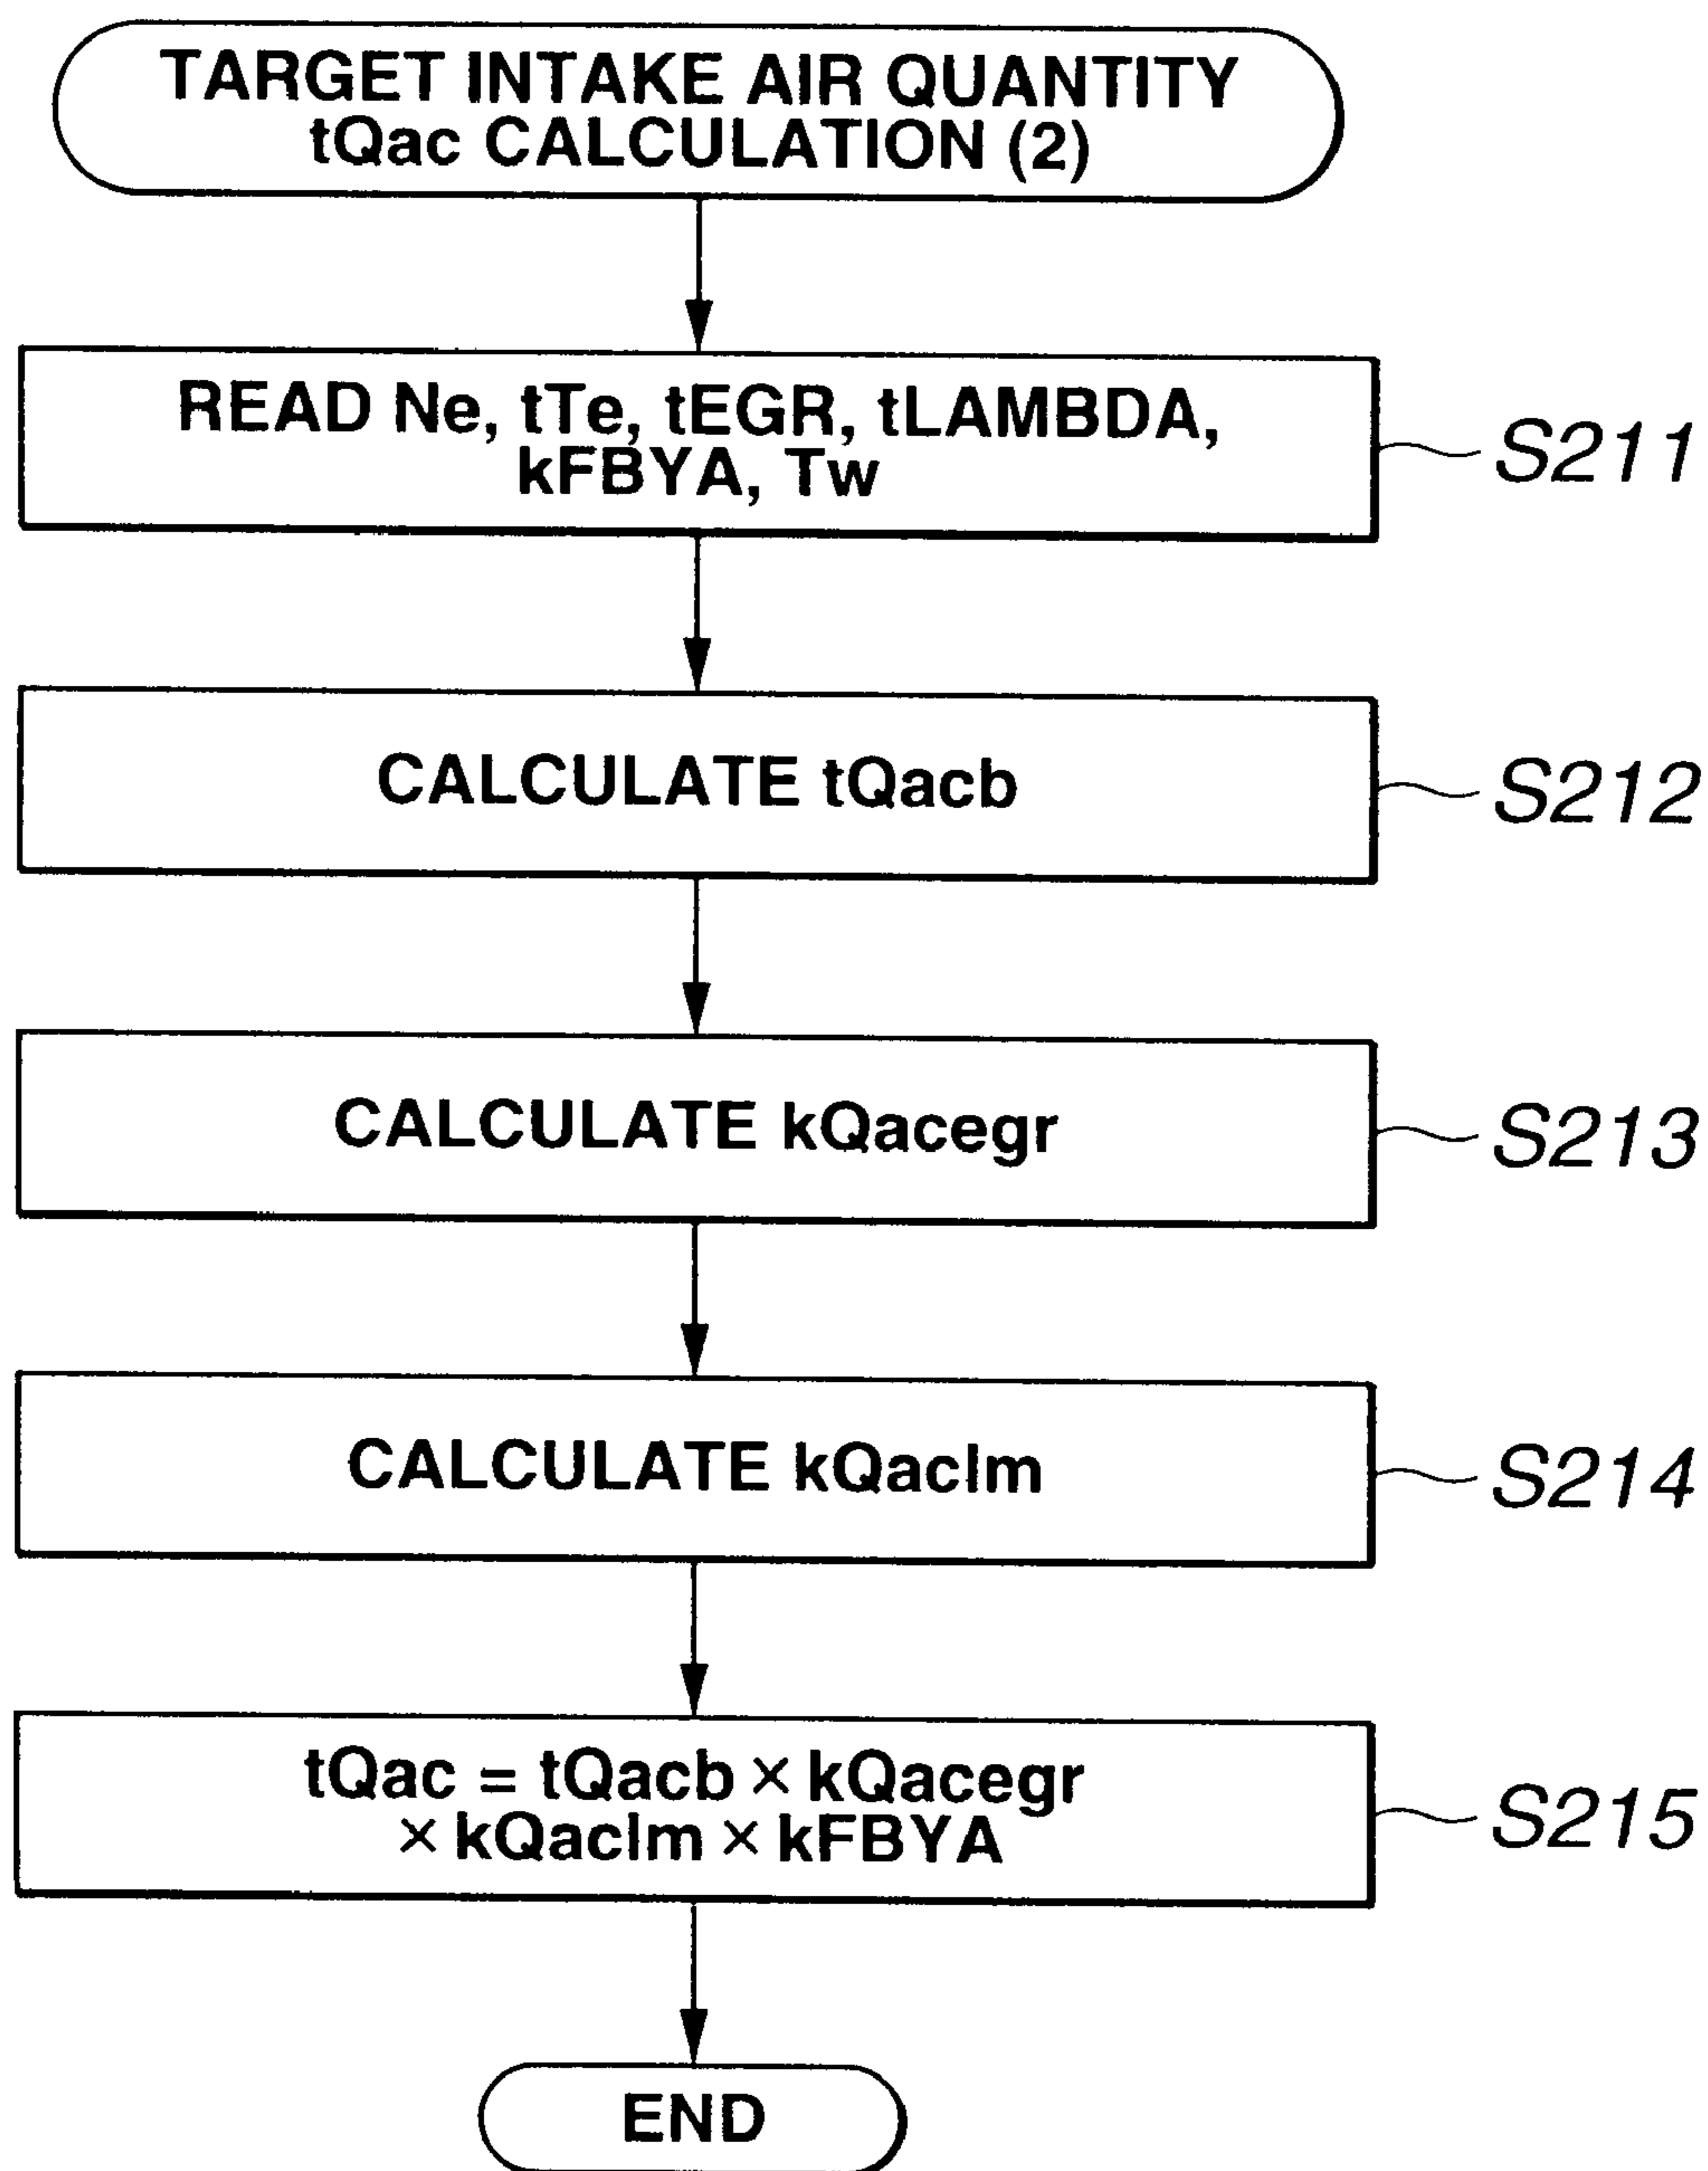 TARGET INTAKE AIR QUANTITY
tQac CALCULATION (2)
READ Ne, tTe, tEGR, tLAMBDA,
kFBYA, Tw
S211
CALCULATE tQacb
S212
CALCULATE kQacegr
S213
CALCULATE kQaclm
S214
tQac = tQacb × kQacegr
× kQaclm × kFBYA
S215
END